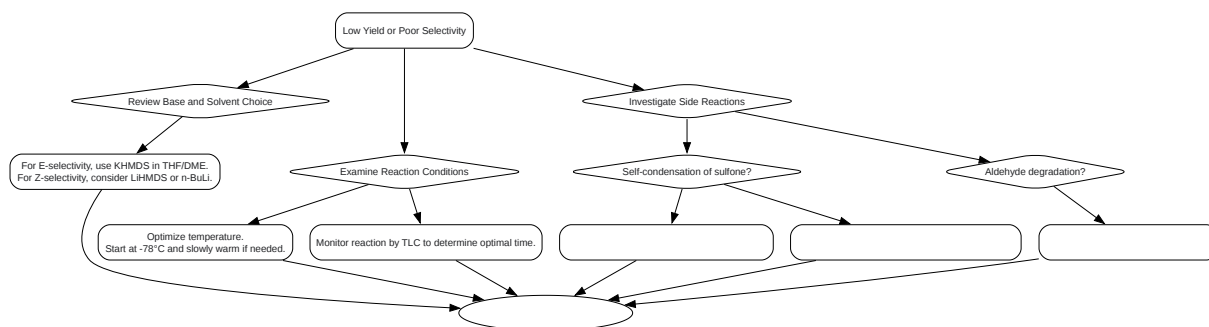 Low Yield or Poor Selectivity
Review Base and Solvent Choice
Investigate Side Reactions
For E-selectivity, use KHMDS in THF/DME.
For Z-selectivity, consider LiHMDS or n-BuLi.
Examine Reaction Conditions
Self-condensation of sulfone?
Aldehyde degradation?
Optimize temperature.
Start at -78°C and slowly warm if needed.
Monitor reaction by TLC to determine optimal time.